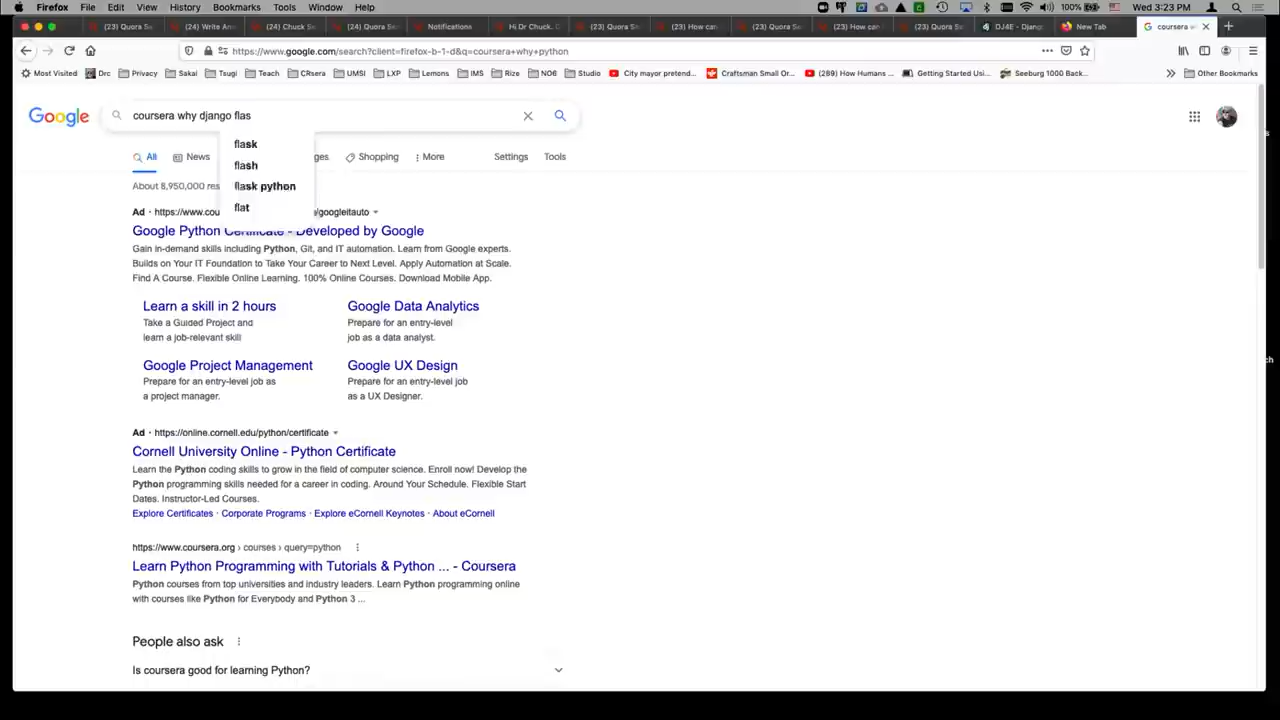 Firefox File Edit View History Bookmarks Tools Window Help 100% Wed 3:23 PM
(23) Quora Se (24) Write An (24) Chuck S (24) Quora Se Notifications Hi Dr Chuck. (23) Quora S (23) How can (23) Quora Se (23) How can (23) Quora S DJ4E - Djan New Tab coursera w
https://www.google.com/search?client=firefox-b-1-d&q=coursera+why+python
Most Visited Drc Privacy Sakai Tsugi Teach CRsera UMSI LXP Lemons IMS Rize NO6 Studio City mayor pretend... Craftsman Small Or... (289) How Humans ... Getting Started Usi... Seeburg 1000 Back... Other Bookmarks
Google coursera why django flas
flask
flash
flask python
flat
All News ges Shopping More Settings Tools
About 8,950,000 res
Ad · https://www.cou /googleitauto
Google Python Certificate - Developed by Google
Gain in-demand skills including Python, Git, and IT automation. Learn from Google experts.
Builds on Your IT Foundation to Take Your Career to Next Level. Apply Automation at Scale.
Find A Course. Flexible Online Learning. 100% Online Courses. Download Mobile App.
Learn a skill in 2 hours Google Data Analytics
Take a Guided Project and Prepare for an entry-level
learn a job-relevant skill job as a data analyst.
Google Project Management Google UX Design
Prepare for an entry-level job as Prepare for an entry-level job
a project manager. as a UX Designer.
Ad · https://online.cornell.edu/python/certificate
Cornell University Online - Python Certificate
Learn the Python coding skills to grow in the field of computer science. Enroll now! Develop the
Python programming skills needed for a career in coding. Around Your Schedule. Flexible Start
Dates. Instructor-Led Courses.
Explore Certificates · Corporate Programs · Explore eCornell Keynotes · About eCornell
https://www.coursera.org › courses › query=python
Learn Python Programming with Tutorials & Python ... - Coursera
Python courses from top universities and industry leaders. Learn Python programming online
with courses like Python for Everybody and Python 3 ...
People also ask
Is coursera good for learning Python?